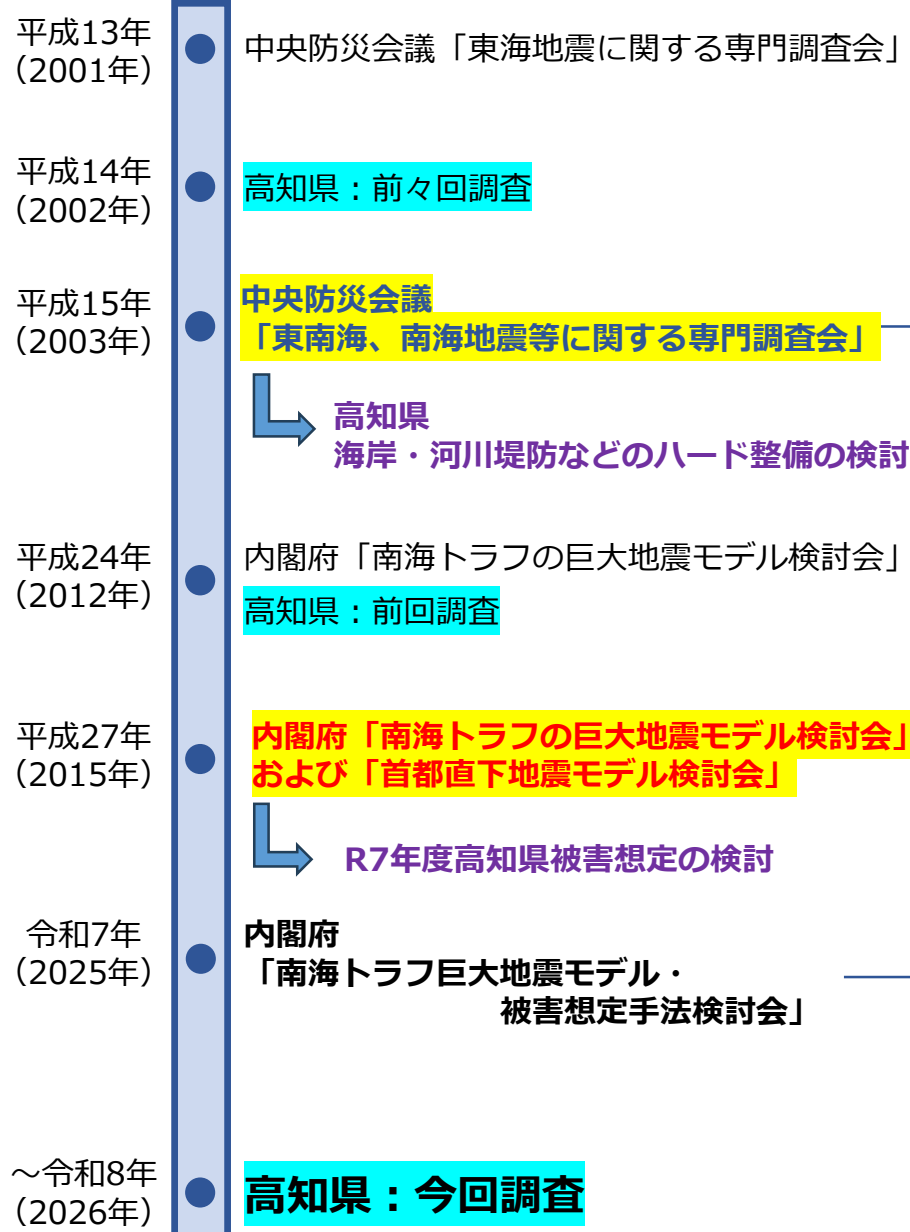 平成13年
（2001年）
中央防災会議「東海地震に関する専門調査会」
平成14年
（2002年）
高知県：前々回調査
平成15年
（2003年）
中央防災会議
「東南海、南海地震等に関する専門調査会」
高知県
海岸・河川堤防などのハード整備の検討
平成24年
（2012年）
内閣府「南海トラフの巨大地震モデル検討会」
高知県：前回調査
平成27年
（2015年）
内閣府「南海トラフの巨大地震モデル検討会」
および「首都直下地震モデル検討会」
R7年度高知県被害想定の検討
令和7年
（2025年）
内閣府
「南海トラフ巨大地震モデル・
被害想定手法検討会」
～令和8年
（2026年）
高知県：今回調査